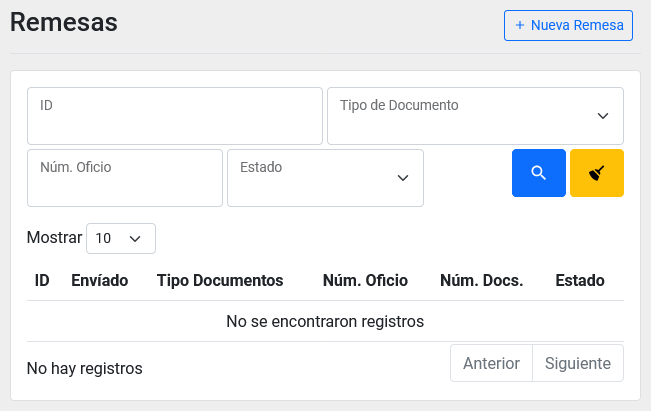 Remesas
+ Nueva Remesa
ID
Tipo de Documento
Núm. Oficio
Estado
Mostrar 10
ID Envíado Tipo Documentos Núm. Oficio Núm. Docs. Estado
No se encontraron registros
No hay registros
Anterior Siguiente